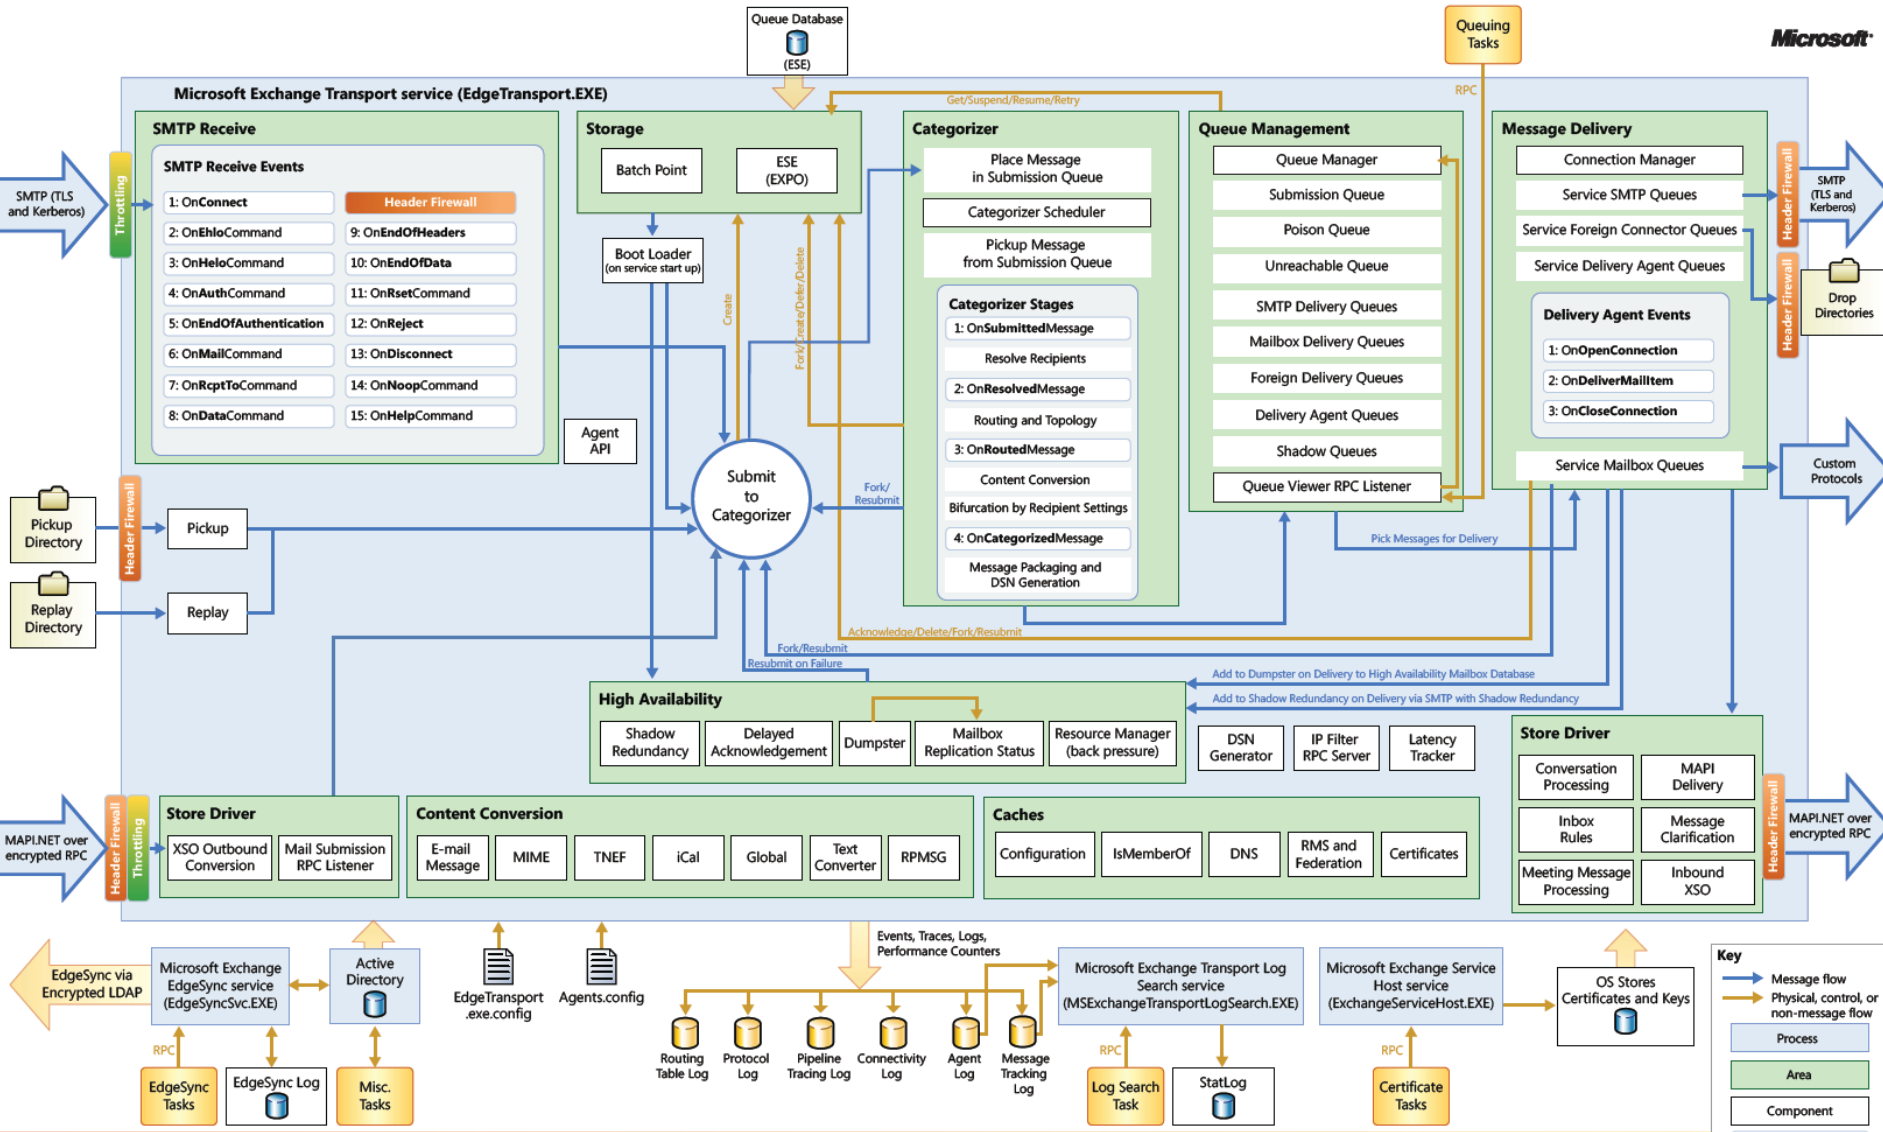 Queue Database
(ESE)
Queuing
Tasks
Microsoft
RPC
Microsoft Exchange Transport service (EdgeTransport.EXE)
Get/Suspend/Resume/Retry
SMTP (TLS
and Kerberos)
Throttling
SMTP Receive
SMTP Receive Events
1: OnConnect
2: OnEhloCommand
3: OnHeloCommand
4: OnAuthCommand
5: OnEndOfAuthentication
6: OnMailCommand
7: OnRcptToCommand
8: OnDataCommand
Header Firewall
9: OnEndOfHeaders
10: OnEndOfData
11: OnRsetCommand
12: OnReject
13: OnDisconnect
14: OnNoopCommand
15: OnHelpCommand
Storage
Batch Point
ESE
(EXPO)
Boot Loader
(on service start up)
Create
Fork/Create/Defer/Delete
Agent
API
Submit
to
Categorizer
Fork/
Resubmit
Categorizer
Place Message
in Submission Queue
Categorizer Scheduler
Pickup Message
from Submission Queue
Categorizer Stages
1: OnSubmittedMessage
Resolve Recipients
2: OnResolvedMessage
Routing and Topology
3: OnRoutedMessage
Content Conversion
Bifurcation by Recipient Settings
4: OnCategorizedMessage
Message Packaging and
DSN Generation
Queue Management
Queue Manager
Submission Queue
Poison Queue
Unreachable Queue
SMTP Delivery Queues
Mailbox Delivery Queues
Foreign Delivery Queues
Delivery Agent Queues
Shadow Queues
Queue Viewer RPC Listener
Pick Messages for Delivery
Message Delivery
Connection Manager
Service SMTP Queues
Service Foreign Connector Queues
Service Delivery Agent Queues
Delivery Agent Events
1: OnOpenConnection
2: OnDeliverMailItem
3: OnCloseConnection
Service Mailbox Queues
Header Firewall
SMTP
(TLS and
Kerberos)
Header Firewall
Drop
Directories
Custom
Protocols
Pickup
Directory
Header Firewall
Pickup
Replay
Directory
Replay
Acknowledge/Delete/Fork/Resubmit
Fork/Resubmit
Resubmit on Failure
Add to Dumpster on Delivery to High Availability Mailbox Database
Add to Shadow Redundancy on Delivery via SMTP with Shadow Redundancy
High Availability
Shadow
Redundancy
Delayed
Acknowledgement
Dumpster
Mailbox
Replication Status
Resource Manager
(back pressure)
DSN
Generator
IP Filter
RPC Server
Latency
Tracker
Store Driver
Conversation
Processing
MAPI
Delivery
Inbox
Rules
Message
Clarification
Meeting Message
Processing
Inbound
XSO
Header Firewall
MAPI.NET over
encrypted RPC
MAPI.NET over
encrypted RPC
Header Firewall
Throttling
Store Driver
XSO Outbound
Conversion
Mail Submission
RPC Listener
Content Conversion
E-mail
Message
MIME
TNEF
iCal
Global
Text
Converter
RPMSG
Caches
Configuration
IsMemberOf
DNS
RMS and
Federation
Certificates
EdgeSync via
Encrypted LDAP
Microsoft Exchange
EdgeSync service
(EdgeSyncSvc.EXE)
Active
Directory
RPC
EdgeSync
Tasks
EdgeSync Log
Misc.
Tasks
EdgeTransport
.exe.config
Agents.config
Events, Traces, Logs,
Performance Counters
Routing
Table Log
Protocol
Log
Pipeline
Tracing Log
Connectivity
Log
Agent
Log
Message
Tracking
Log
Microsoft Exchange Transport Log
Search service
(MSExchangeTransportLogSearch.EXE)
RPC
Log Search
Task
StatLog
Microsoft Exchange Service
Host service
(ExchangeServiceHost.EXE)
RPC
Certificate
Tasks
OS Stores
Certificates and Keys
Key
Message flow
Physical, control, or
non-message flow
Process
Area
Component